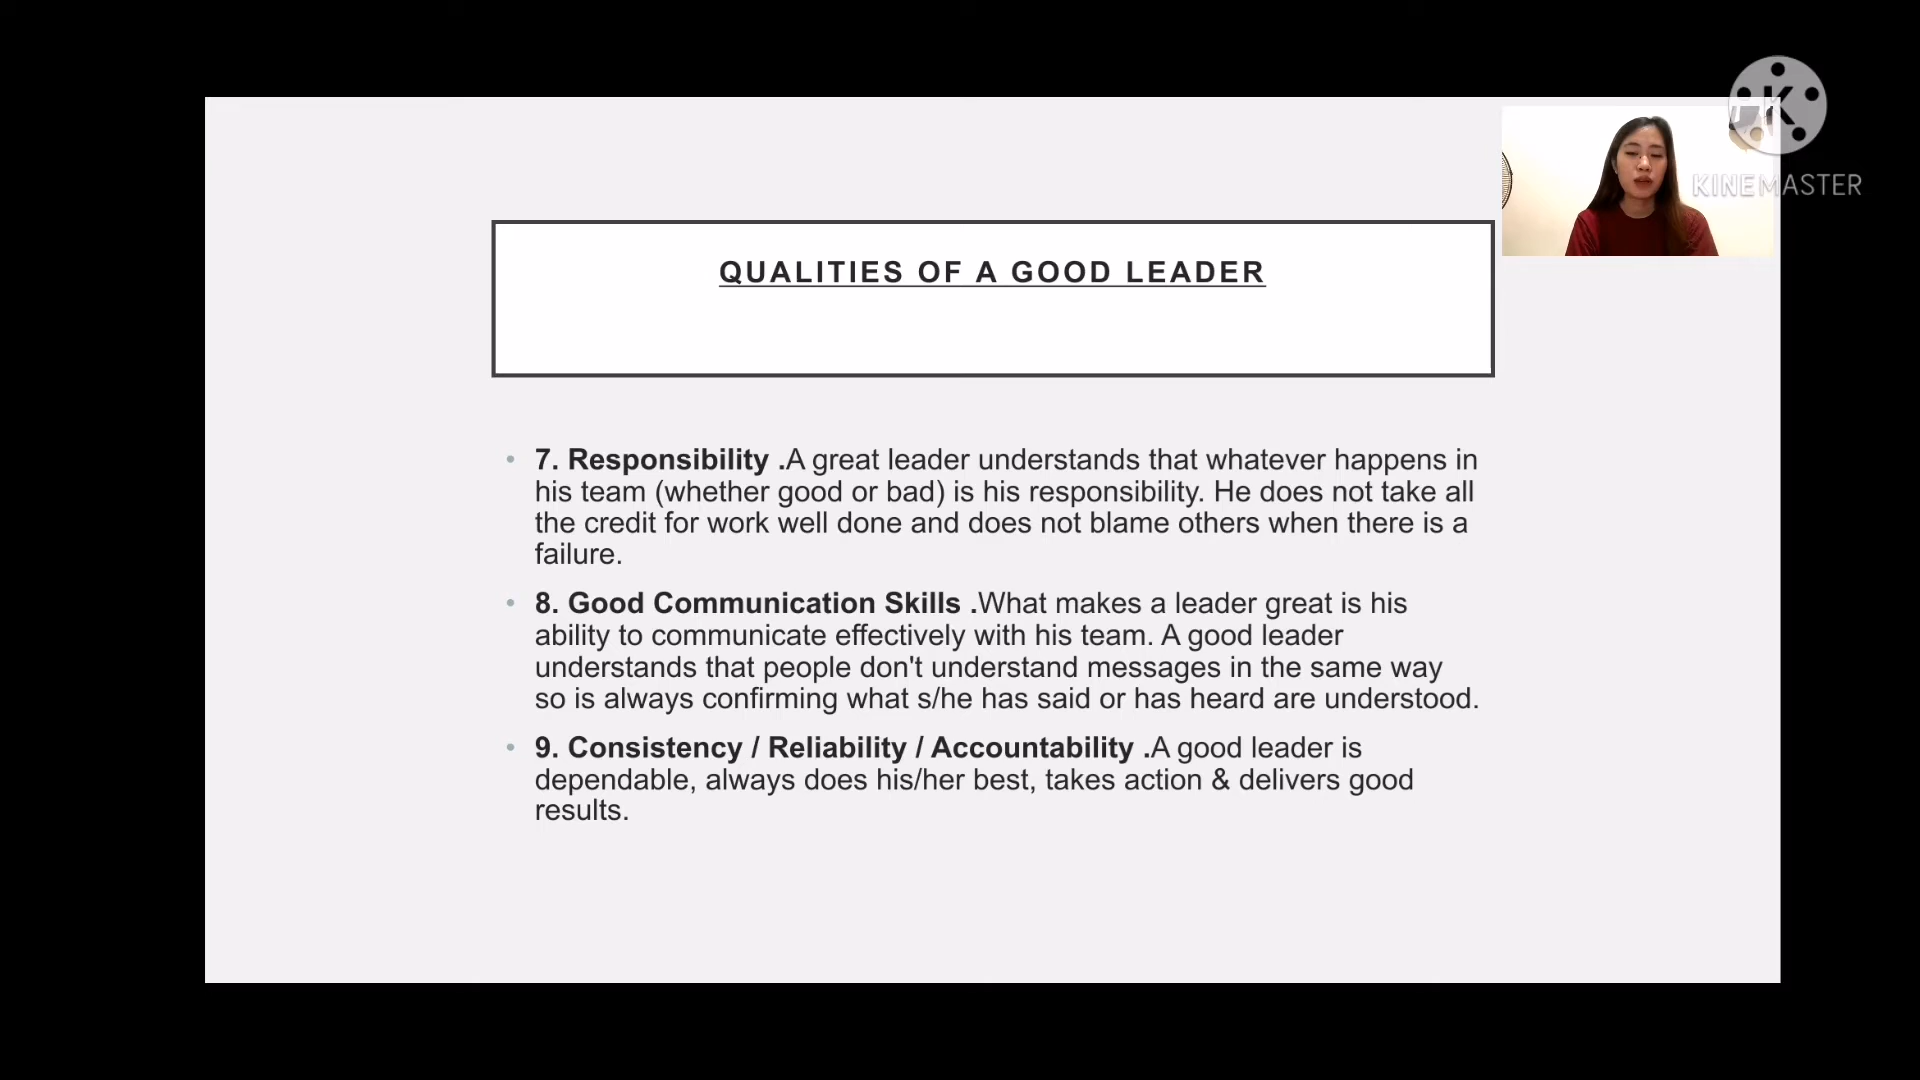 K
KINEMASTER
QUALITIES OF A GOOD LEADER
• 7. Responsibility .A great leader understands that whatever happens in
his team (whether good or bad) is his responsibility. He does not take all
the credit for work well done and does not blame others when there is a
failure.
• 8. Good Communication Skills .What makes a leader great is his
ability to communicate effectively with his team. A good leader
understands that people don't understand messages in the same way
so is always confirming what s/he has said or has heard are understood.
• 9. Consistency / Reliability / Accountability .A good leader is
dependable, always does his/her best, takes action & delivers good
results.